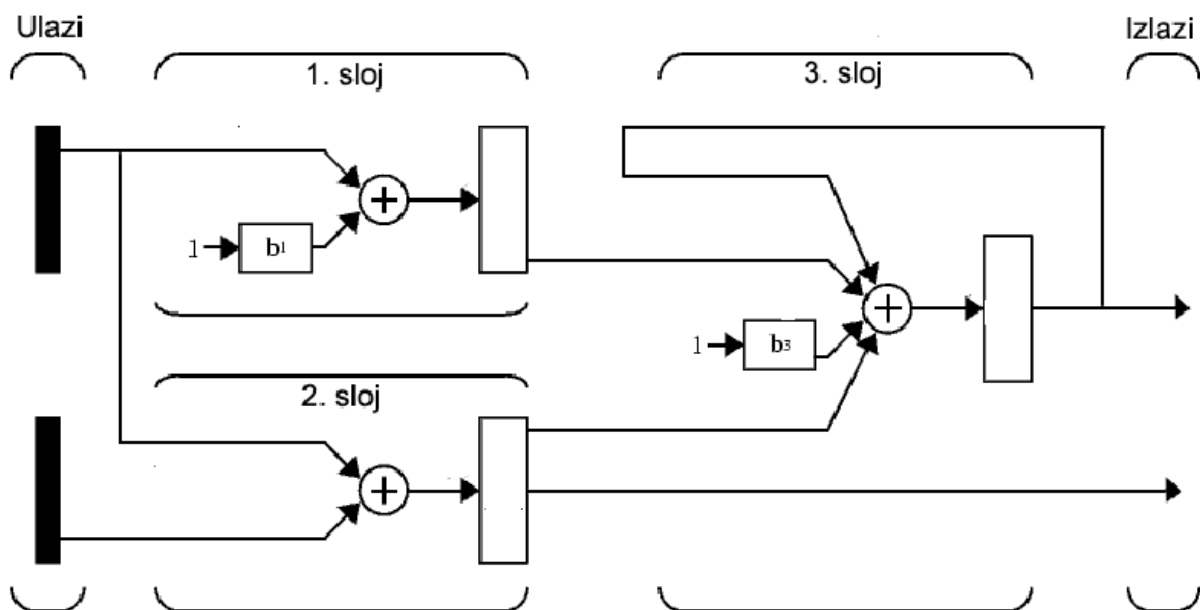 Ulazi
Izlazi
1. sloj
3. sloj
+
1
b1
+
1
b3
2. sloj
+